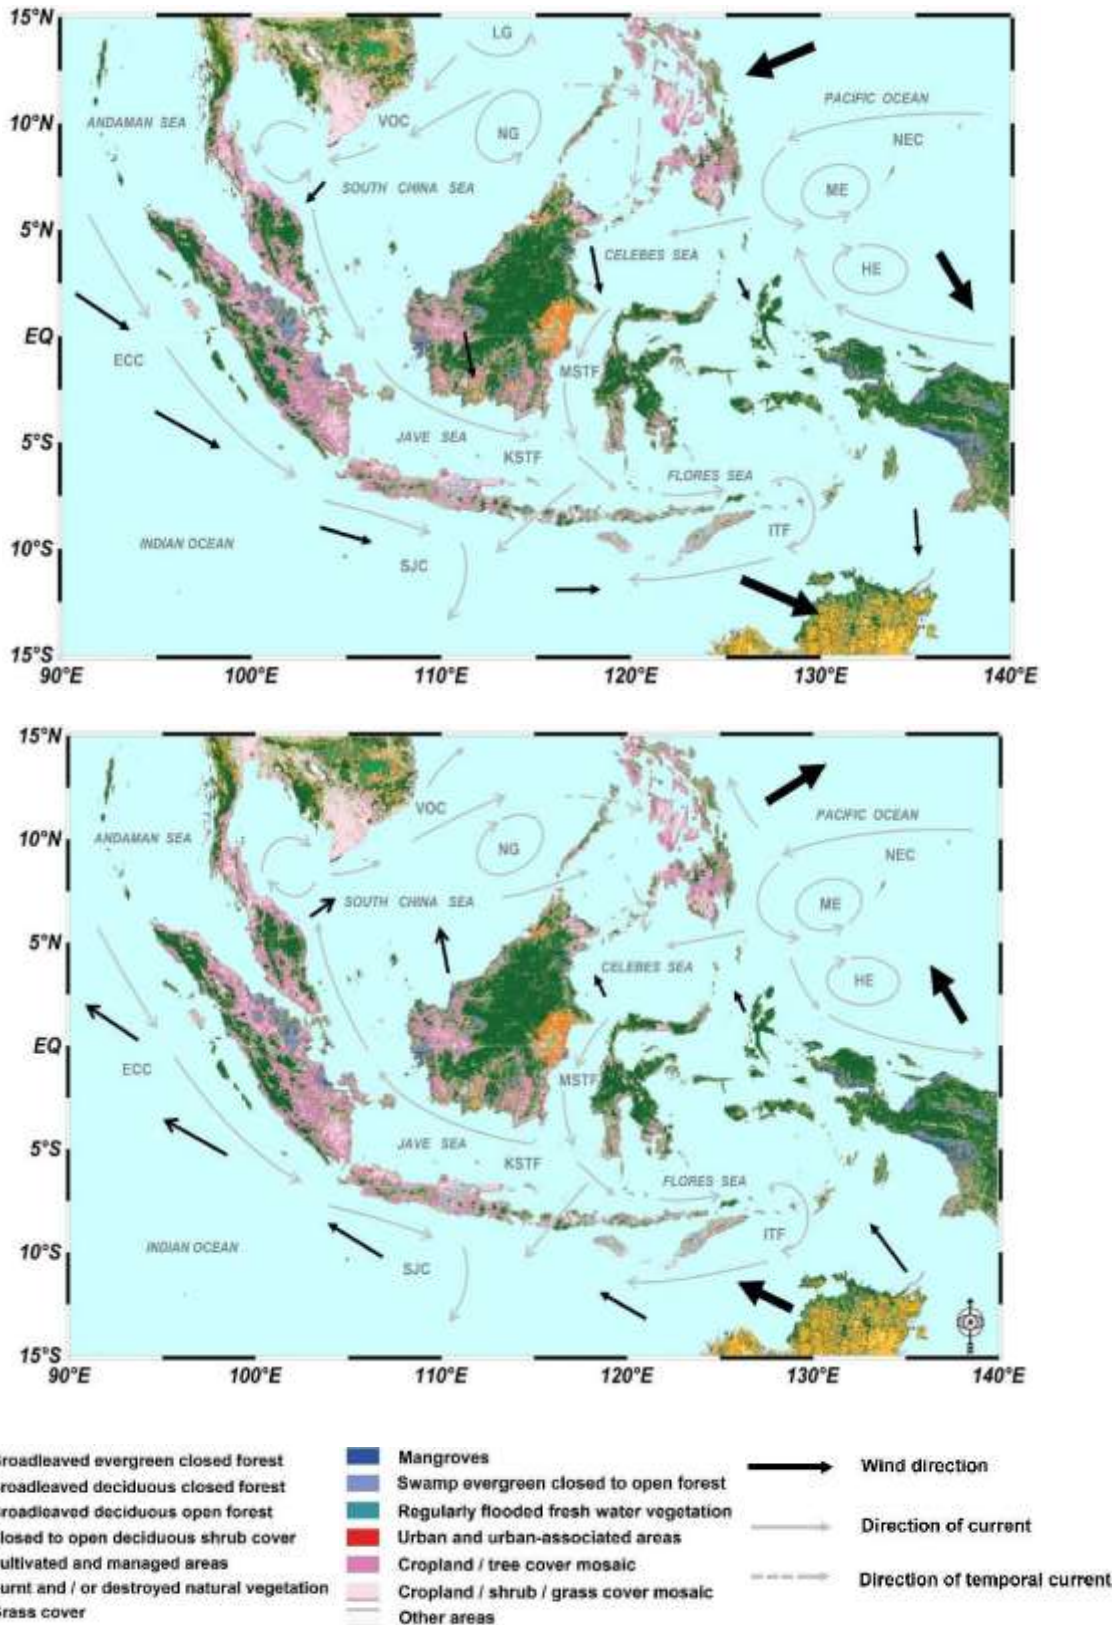 15°N
LG
PACIFIC OCEAN
ANDAMAN SEA
VOC
10°N
NG
NEC
SOUTH CHINA SEA
ME
5°N
CELEBES SEA
HE
EQ
ECC
MSTF
JAVE SEA
5°S
KSTF
FLORES SEA
ITF
INDIAN OCEAN
10°S
SJC
15°S
90°E 100°E 110°E 120°E 130°E 140°E
15°N
VOC
PACIFIC OCEAN
ANDAMAN SEA
10°N
NG
NEC
SOUTH CHINA SEA
ME
5°N
CELEBES SEA
HE
EQ
ECC
MSTF
JAVE SEA
5°S
KSTF
FLORES SEA
ITF
INDIAN OCEAN
10°S
SJC
15°S
90°E 100°E 110°E 120°E 130°E 140°E
roadleaved evergreen closed forest
roadleaved deciduous closed forest
roadleaved deciduous open forest
losed to open deciduous shrub cover
ultivated and managed areas
urnt and / or destroyed natural vegetation
rass cover
Mangroves
Swamp evergreen closed to open forest
Regularly flooded fresh water vegetation
Urban and urban-associated areas
Cropland / tree cover mosaic
Cropland / shrub / grass cover mosaic
Other areas
Wind direction
Direction of current
Direction of temporal current